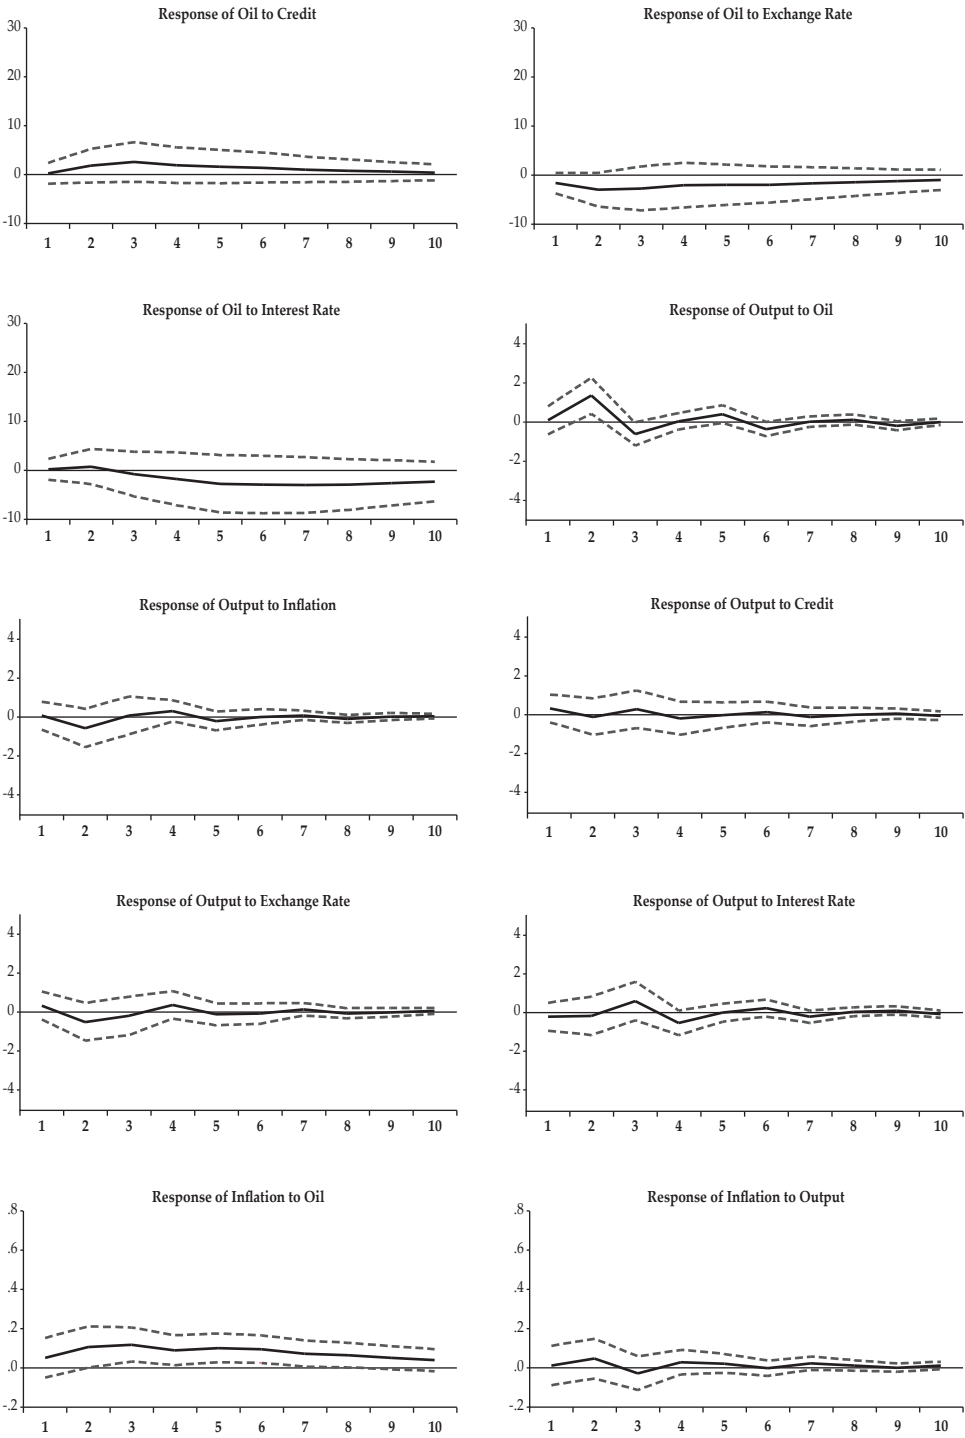 Response of Oil to Credit
30
20
10
0
-10
1 2 3 4 5 6 7 8 9 10
Response of Oil to Exchange Rate
30
20
10
0
-10
1 2 3 4 5 6 7 8 9 10
Response of Oil to Interest Rate
30
20
10
0
-10
1 2 3 4 5 6 7 8 9 10
Response of Output to Oil
4
2
0
-2
-4
1 2 3 4 5 6 7 8 9 10
Response of Output to Inflation
4
2
0
-2
-4
1 2 3 4 5 6 7 8 9 10
Response of Output to Credit
4
2
0
-2
-4
1 2 3 4 5 6 7 8 9 10
Response of Output to Exchange Rate
4
2
0
-2
-4
1 2 3 4 5 6 7 8 9 10
Response of Output to Interest Rate
4
2
0
-2
-4
1 2 3 4 5 6 7 8 9 10
Response of Inflation to Oil
.8
.6
.4
.2
.0
-.2
1 2 3 4 5 6 7 8 9 10
Response of Inflation to Output
.8
.6
.4
.2
.0
-.2
1 2 3 4 5 6 7 8 9 10